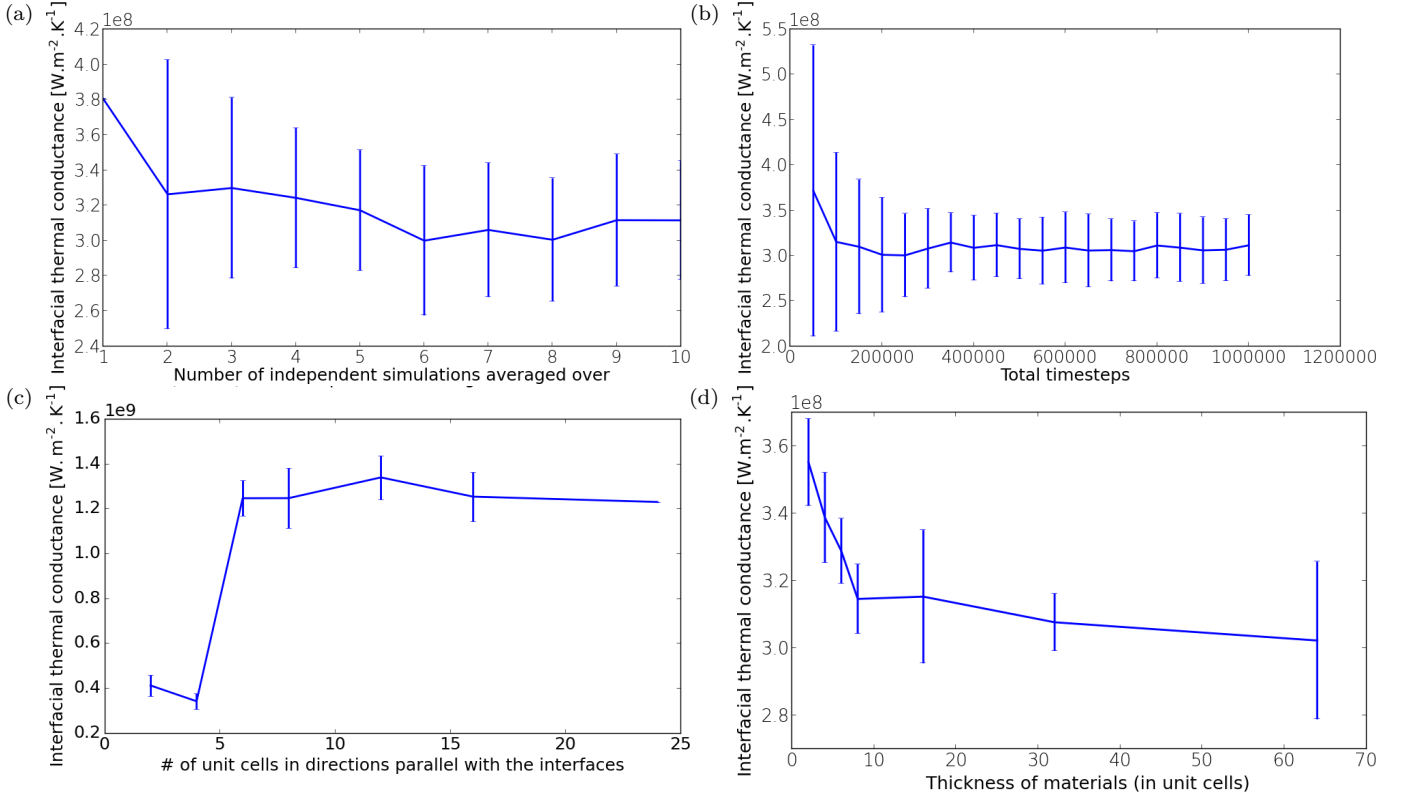 (a)
1e8
Interfacial thermal conductance [W.m-2.K-1]
4.2
4.0
3.8
3.6
3.4
3.2
3.0
2.8
2.6
2.4
1 2 3 4 5 6 7 8 9 10
Number of independent simulations averaged over
(b)
1e8
Interfacial thermal conductance [W.m-2.K-1]
5.5
5.0
4.5
4.0
3.5
3.0
2.5
2.0
0 200000 400000 600000 800000 1000000 1200000
Total timesteps
(c)
1e9
Interfacial thermal conductance [W.m-2.K-1]
1.6
1.4
1.2
1.0
0.8
0.6
0.4
0.2
0 5 10 15 20 25
# of unit cells in directions parallel with the interfaces
(d)
1e8
Interfacial thermal conductance [W.m-2.K-1]
3.6
3.4
3.2
3.0
2.8
0 10 20 30 40 50 60 70
Thickness of materials (in unit cells)